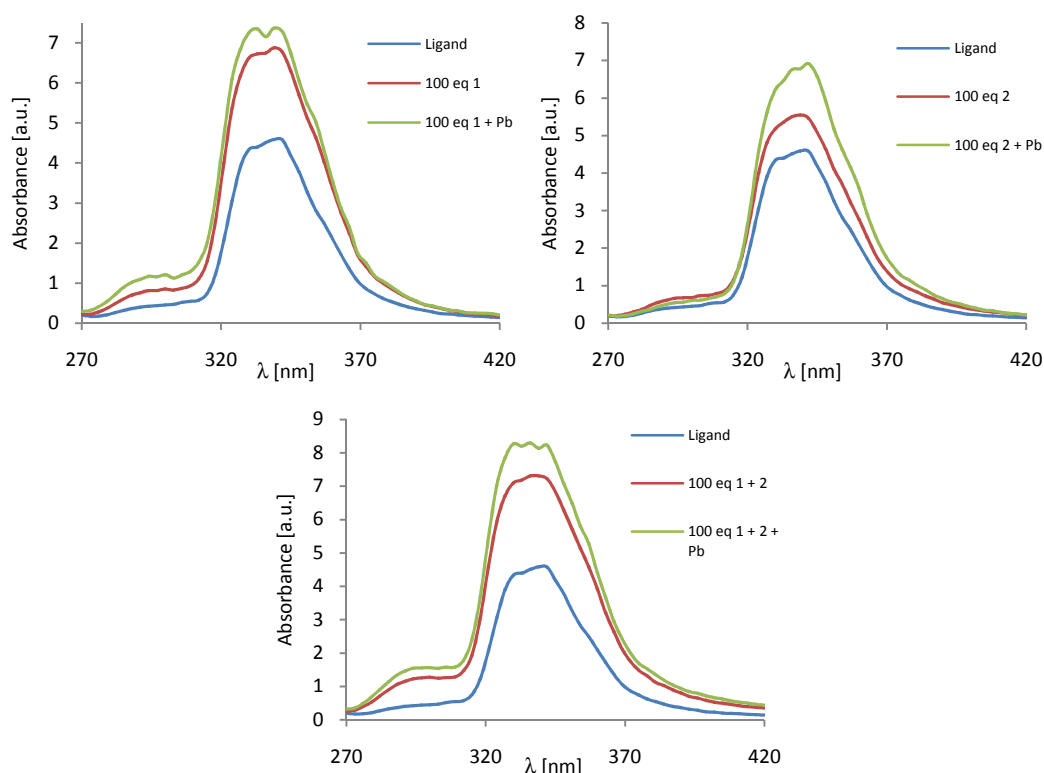 Absorbance [a.u.]
7
6
5
4
3
2
1
0
270
320
370
420
λ [nm]
Ligand
100 eq 1
100 eq 1 + Pb
Absorbance [a.u.]
8
7
6
5
4
3
2
1
0
270
320
370
420
λ [nm]
Ligand
100 eq 2
100 eq 2 + Pb
Absorbance [a.u.]
9
8
7
6
5
4
3
2
1
0
270
320
370
420
λ [nm]
Ligand
100 eq 1 + 2
100 eq 1 + 2 +
Pb